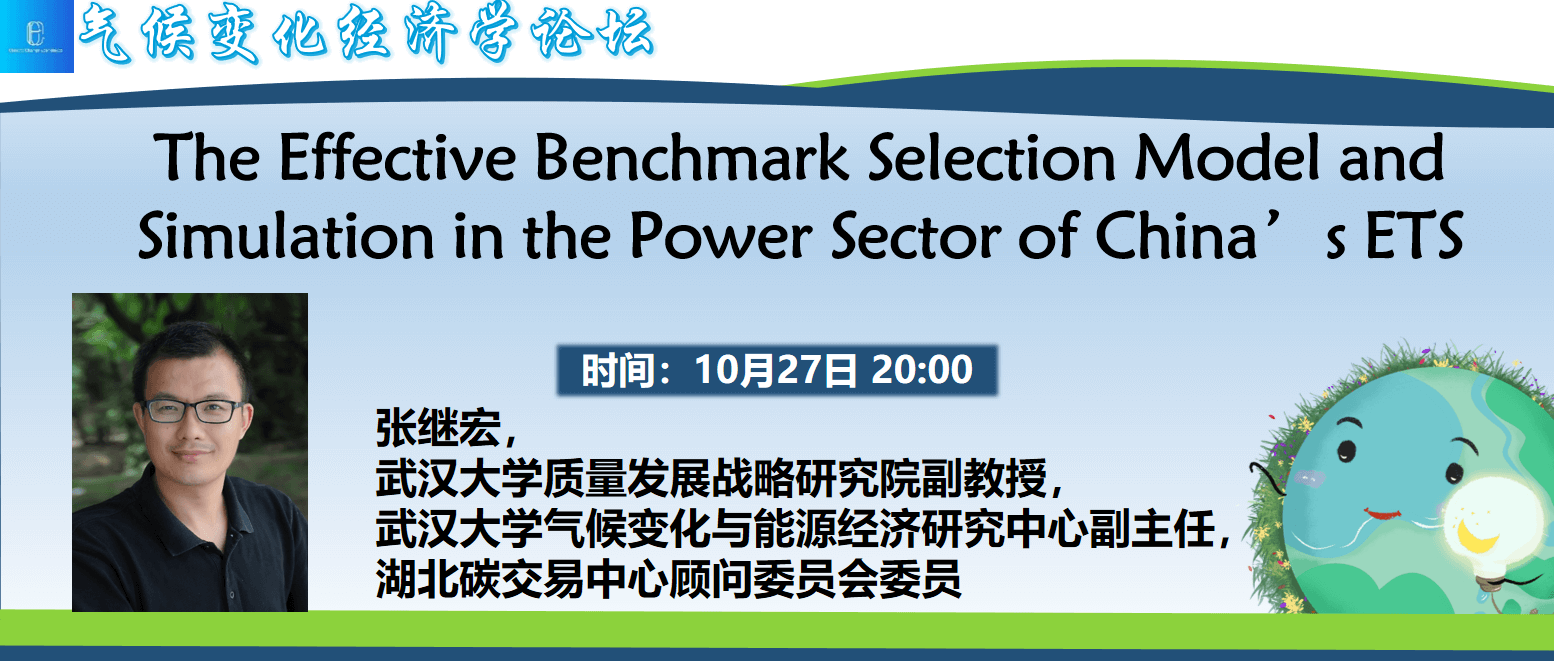 气候变化经济学论坛
The Effective Benchmark Selection Model and
Simulation in the Power Sector of China’s ETS
时间：10月27日 20:00
张继宏，
武汉大学质量发展战略研究院副教授，
武汉大学气候变化与能源经济研究中心副主任，
湖北碳交易中心顾问委员会委员